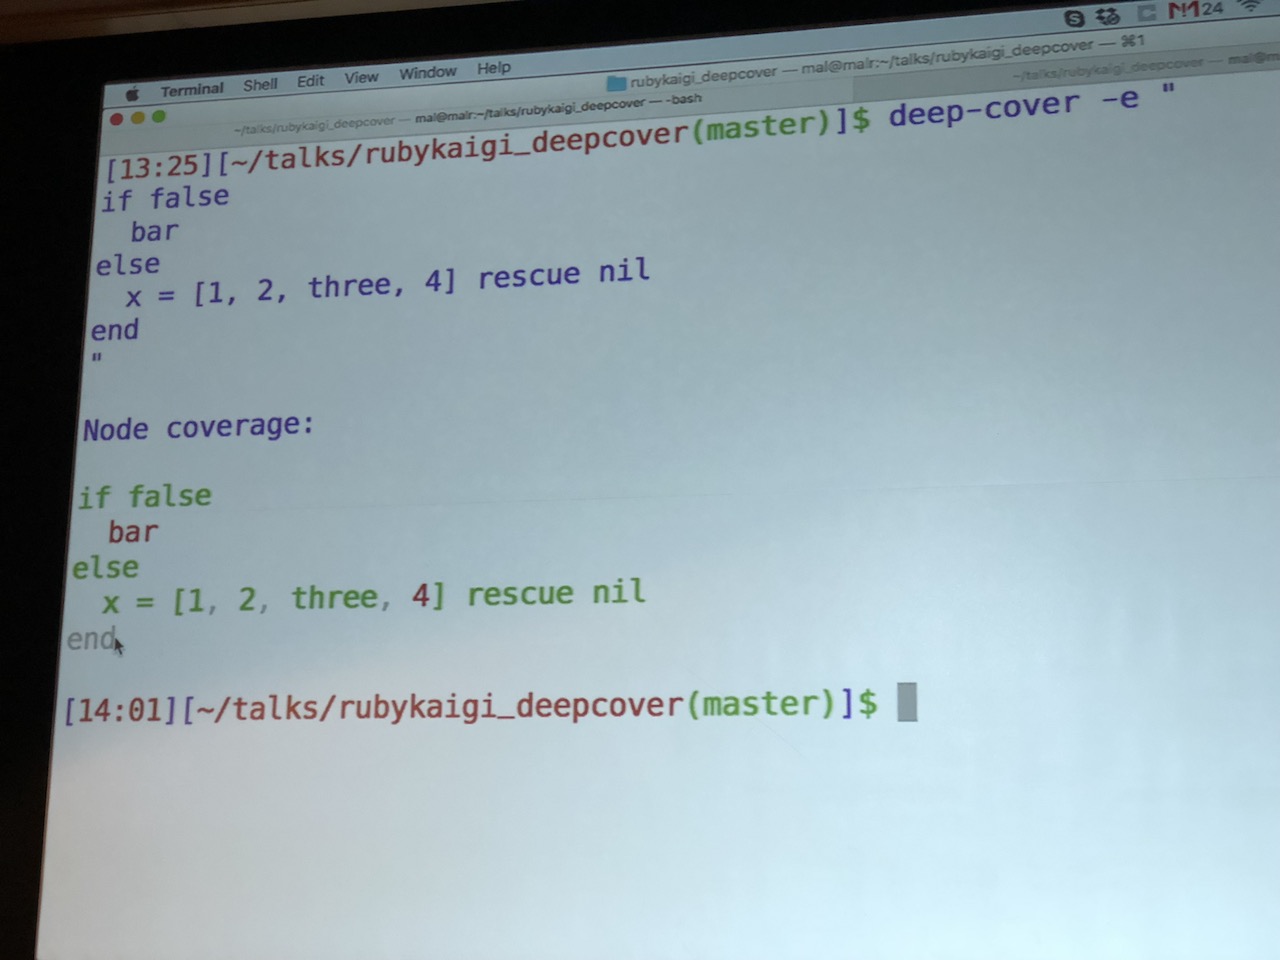 Terminal Shell Edit View Window Help
24
rubykaigi_deepcover — mal@malr:~/talks/rubykaigi_deepcover — ⌘1
~/talks/rubykaigi_deepcover — mal@malr:~/talks/rubykaigi_deepcover — -bash
~/talks/rubykaigi_deepcover —
[13:25][~/talks/rubykaigi_deepcover(master)]$ deep-cover -e "
if false
  bar
else
  x = [1, 2, three, 4] rescue nil
end
"
Node coverage:
if false
  bar
else
  x = [1, 2, three, 4] rescue nil
end
[14:01][~/talks/rubykaigi_deepcover(master)]$